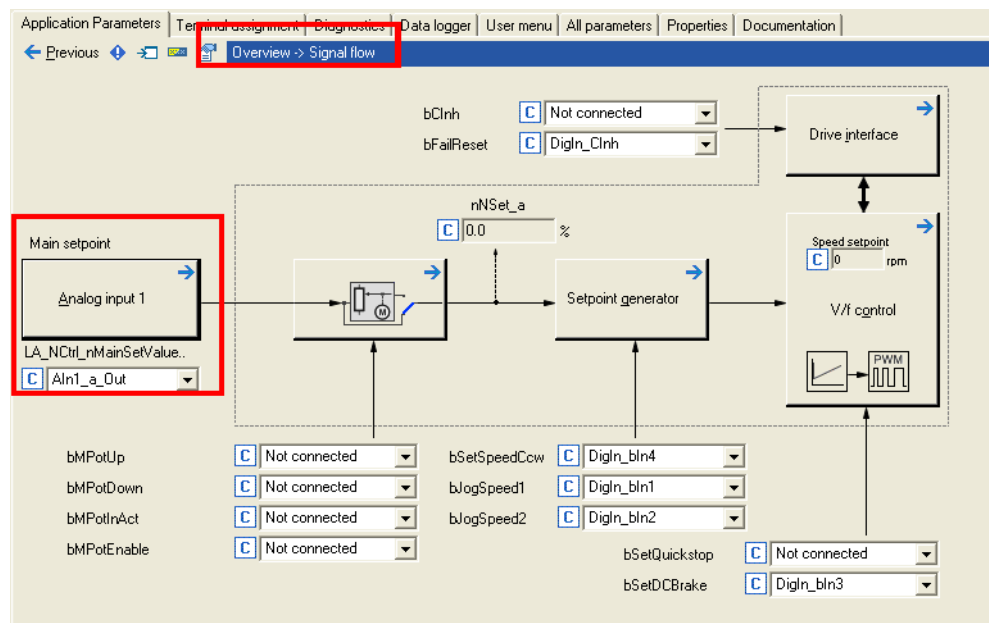 Application Parameters Terminal assignment Diagnostics Data logger User menu All parameters Properties Documentation
Previous Overview -> Signal flow
bCInh C Not connected
bFailReset C DigIn_CInh
Drive interface
nNSet_a
C 0.0 %
Main setpoint
Analog input 1
LA_NCtrl_nMainSetValue..
C AIn1_a_Out
M
Setpoint generator
Speed setpoint
C 0 rpm
V/f control
PWM
bMPotUp C Not connected
bMPotDown C Not connected
bMPotInAct C Not connected
bMPotEnable C Not connected
bSetSpeedCcw C DigIn_bIn4
bJogSpeed1 C DigIn_bIn1
bJogSpeed2 C DigIn_bIn2
bSetQuickstop C Not connected
bSetDCBrake C DigIn_bIn3